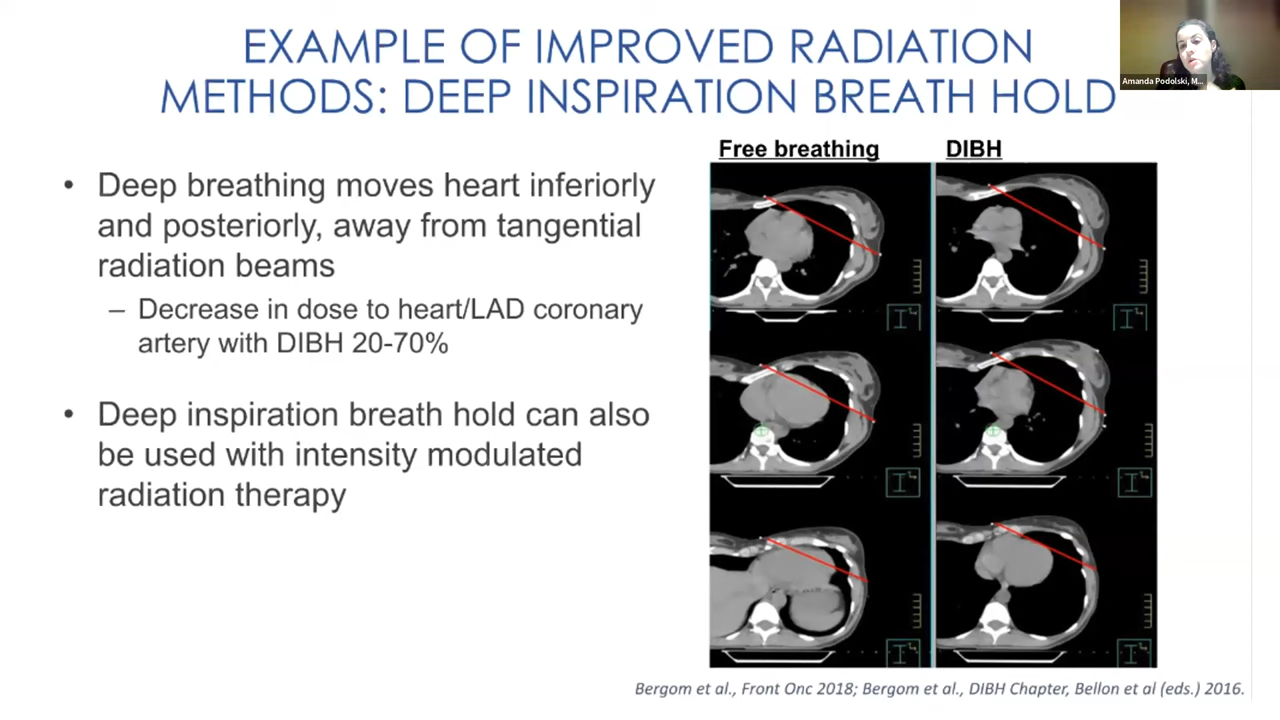 EXAMPLE OF IMPROVED RADIATION
METHODS: DEEP INSPIRATION BREATH HOLD
Amanda Podolski, M...
• Deep breathing moves heart inferiorly
and posteriorly, away from tangential
radiation beams
– Decrease in dose to heart/LAD coronary
artery with DIBH 20-70%
• Deep inspiration breath hold can also
be used with intensity modulated
radiation therapy
Free breathing
DIBH
Bergom et al., Front Onc 2018; Bergom et al., DIBH Chapter, Bellon et al (eds.) 2016.